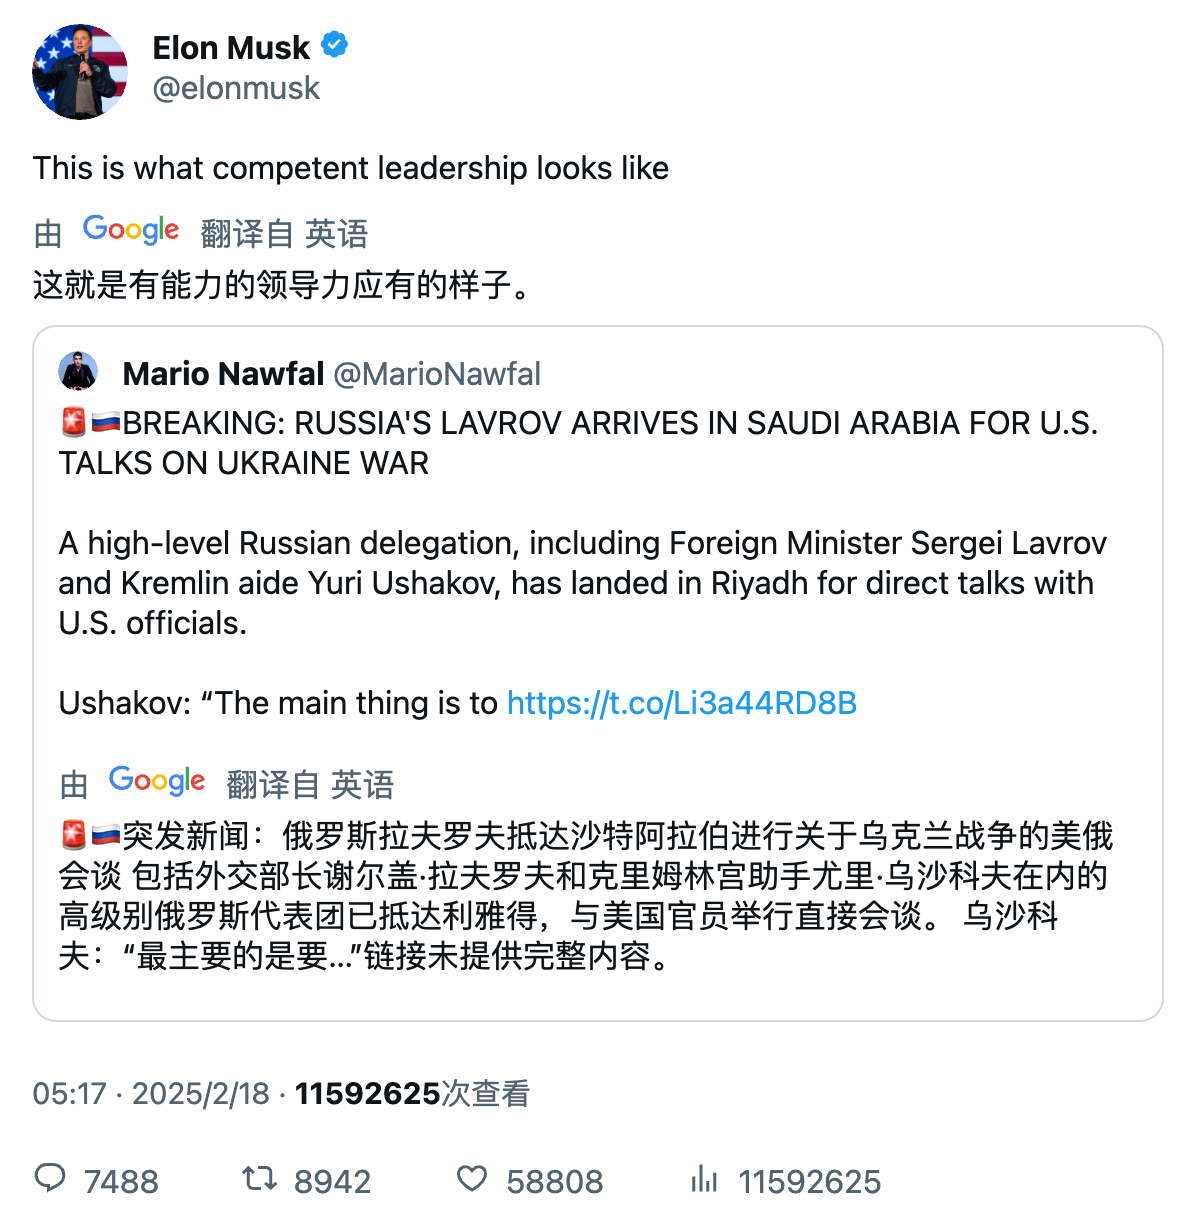 Elon Musk
@elonmusk
This is what competent leadership looks like
由 Google 翻译自 英语
这就是有能力的领导力应有的样子。
Mario Nawfal @MarioNawfal
🚨🇷🇺BREAKING: RUSSIA'S LAVROV ARRIVES IN SAUDI ARABIA FOR U.S.
TALKS ON UKRAINE WAR
A high-level Russian delegation, including Foreign Minister Sergei Lavrov
and Kremlin aide Yuri Ushakov, has landed in Riyadh for direct talks with
U.S. officials.
Ushakov: “The main thing is to https://t.co/Li3a44RD8B
由 Google 翻译自 英语
🚨🇷🇺突发新闻：俄罗斯拉夫罗夫抵达沙特阿拉伯进行关于乌克兰战争的美俄
会谈 包括外交部长谢尔盖·拉夫罗夫和克里姆林宫助手尤里·乌沙科夫在内的
高级别俄罗斯代表团已抵达利雅得，与美国官员举行直接会谈。 乌沙科
夫：“最主要的是要...”链接未提供完整内容。
05:17 · 2025/2/18 · 11592625次查看
7488 8942 58808 11592625